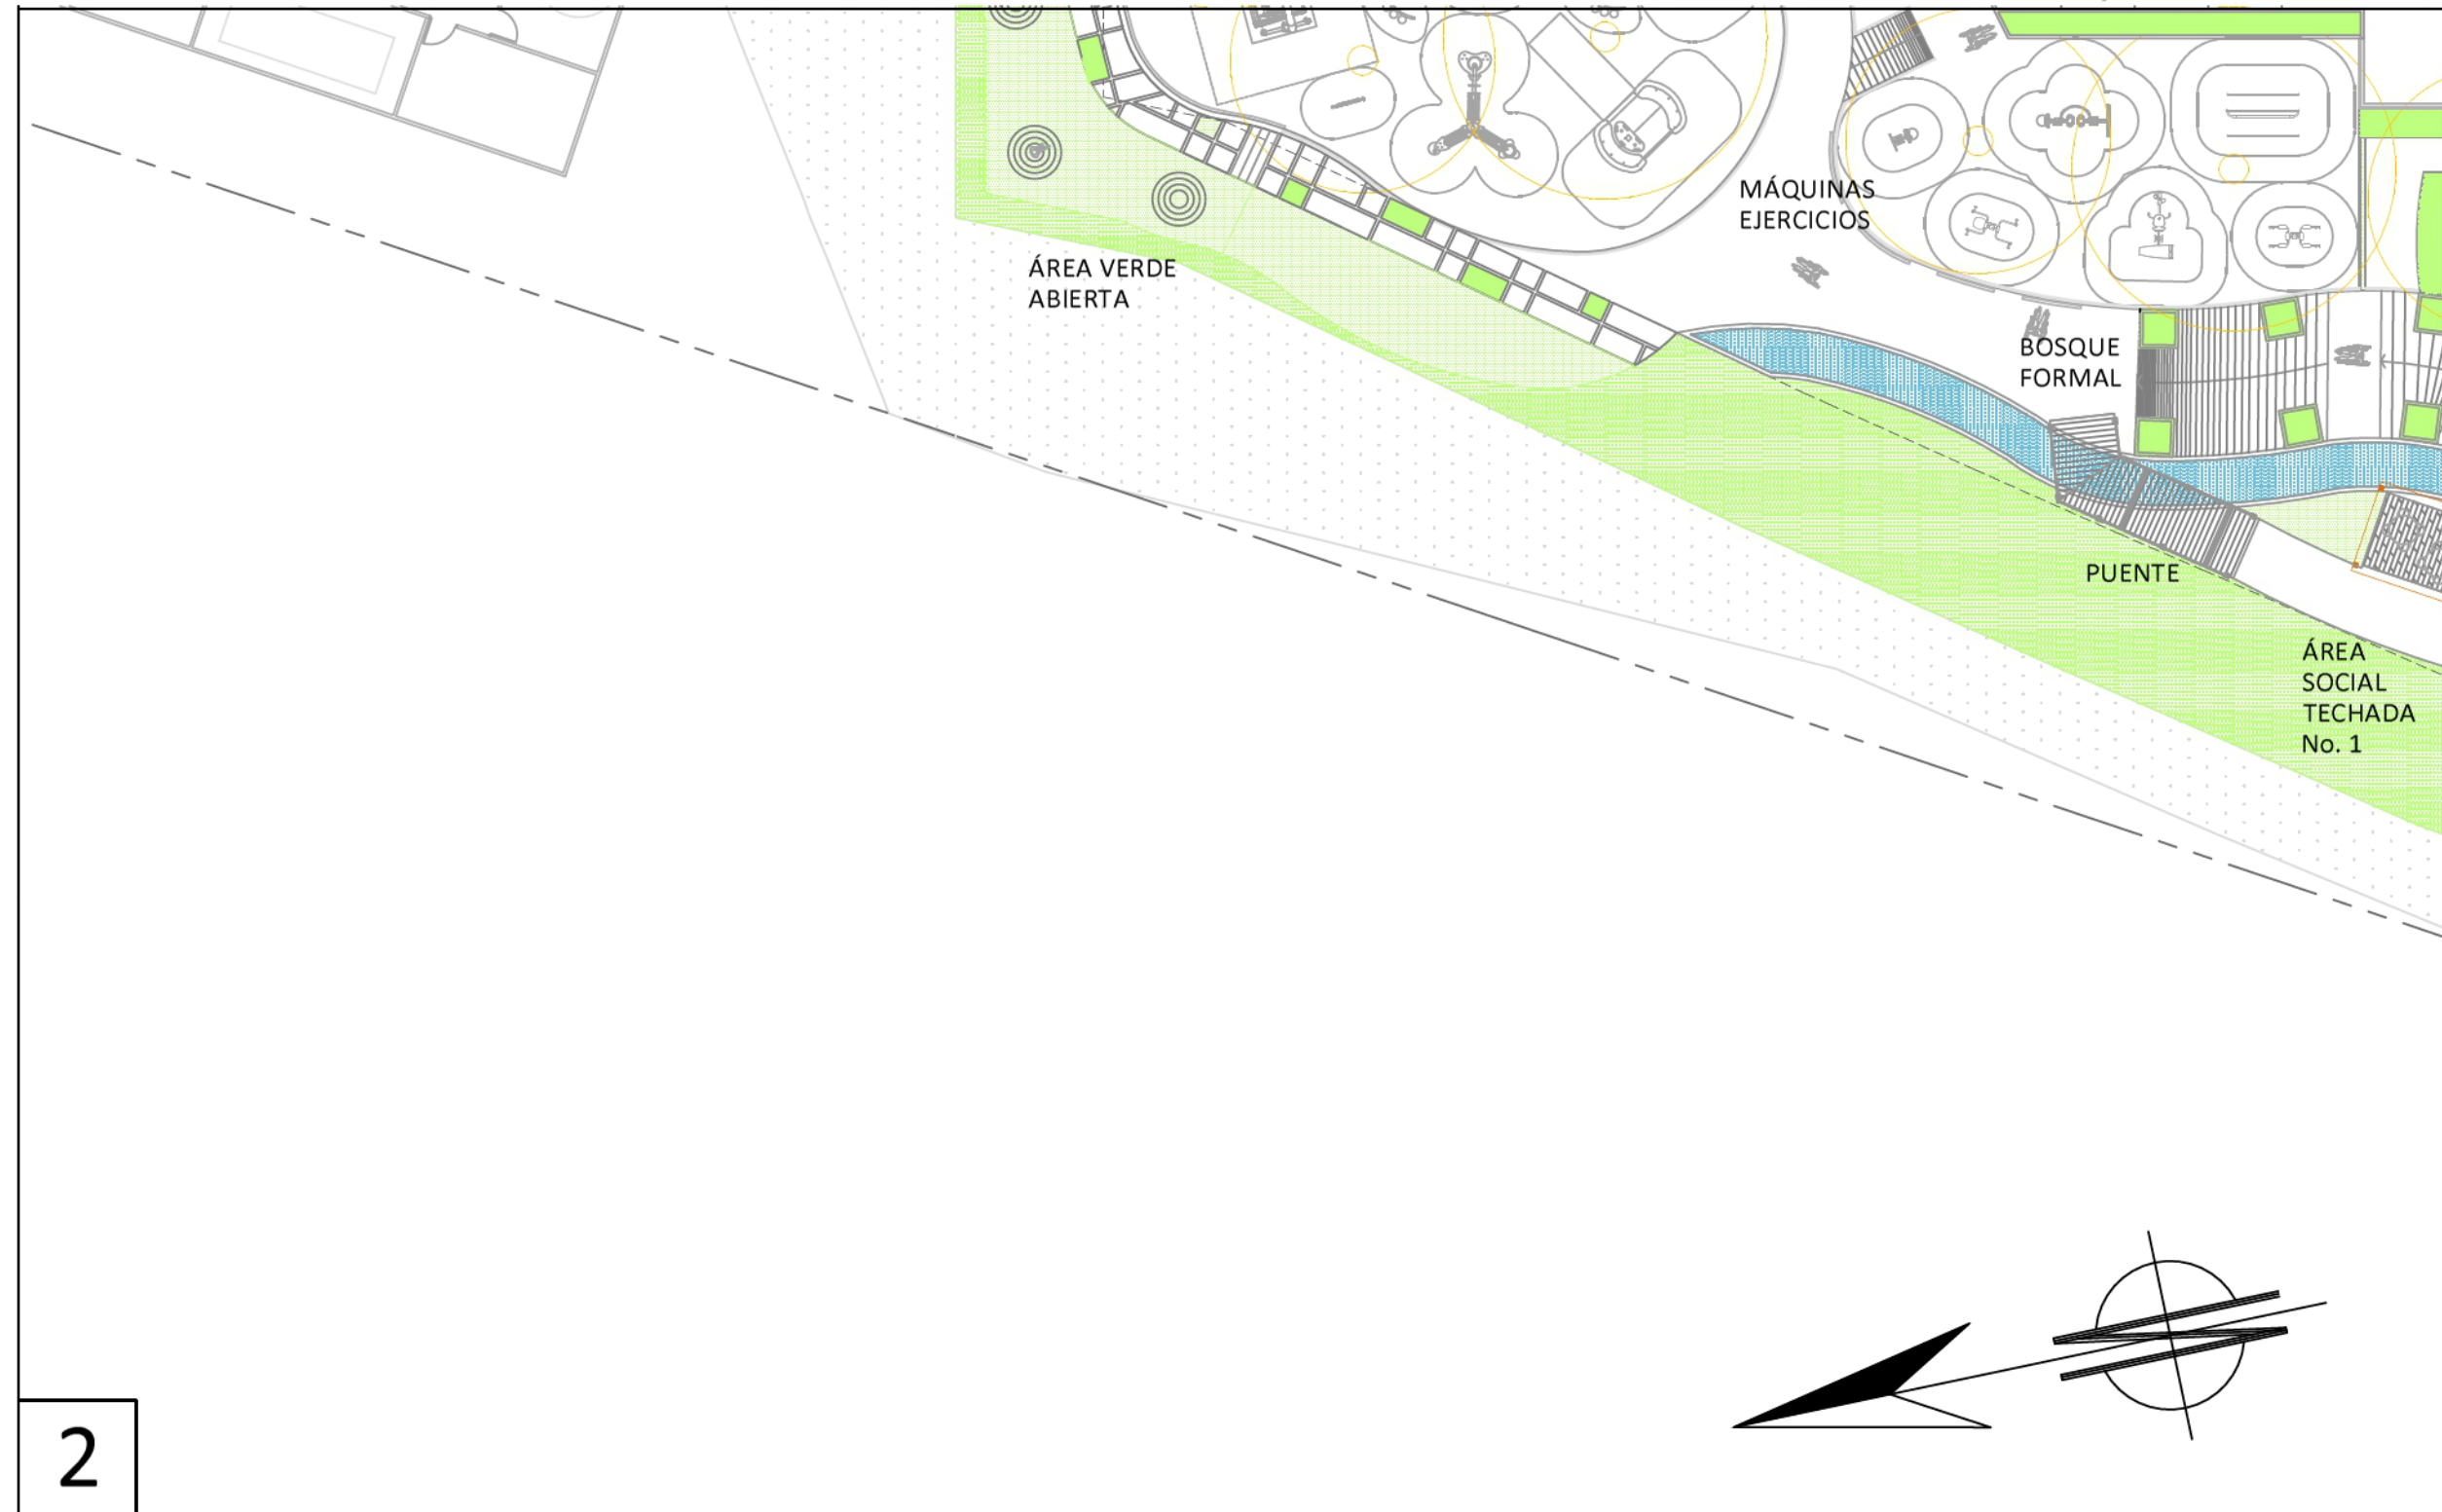 MÁQUINAS
EJERCICIOS
ÁREA VERDE
ABIERTA
BOSQUE
FORMAL
PUENTE
ÁREA
SOCIAL
TECHADA
No. 1
2